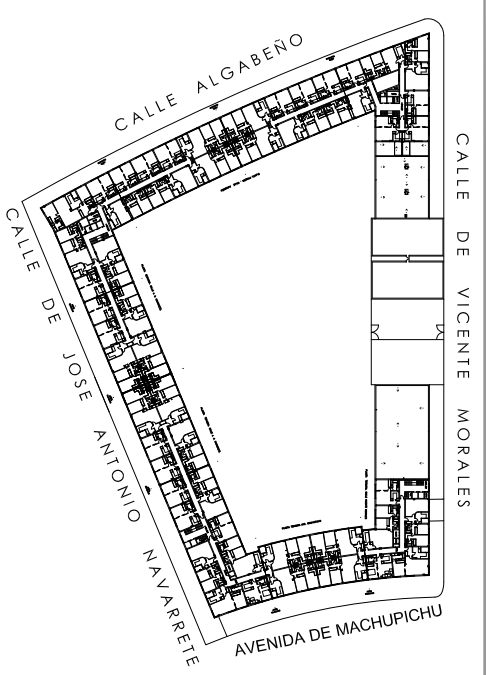 CALLE ALGABEÑO
CALLE DE VICENTE MORALES
CALLE DE JOSE ANTONIO NAVARRETE
AVENIDA DE MACHUPICHU